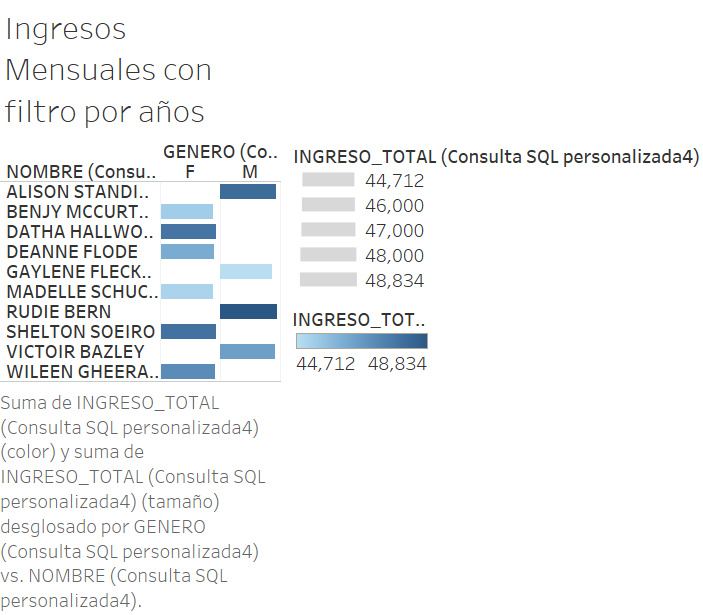 Ingresos
Mensuales con
filtro por años
GENERO (Co..
NOMBRE (Consu..
F
M
ALISON STANDI..
BENJY MCCURT..
DATHA HALLWO..
DEANNE FLODE
GAYLENE FLECK..
MADELLE SCHUC..
RUDIE BERN
SHELTON SOEIRO
VICTOIR BAZLEY
WILEEN GHEERA..
INGRESO_TOTAL (Consulta SQL personalizada4)
44,712
46,000
47,000
48,000
48,834
INGRESO_TOT..
44,712 48,834
Suma de INGRESO_TOTAL
(Consulta SQL personalizada4)
(color) y suma de
INGRESO_TOTAL (Consulta SQL
personalizada4) (tamaño)
desglosado por GENERO
(Consulta SQL personalizada4)
vs. NOMBRE (Consulta SQL
personalizada4).